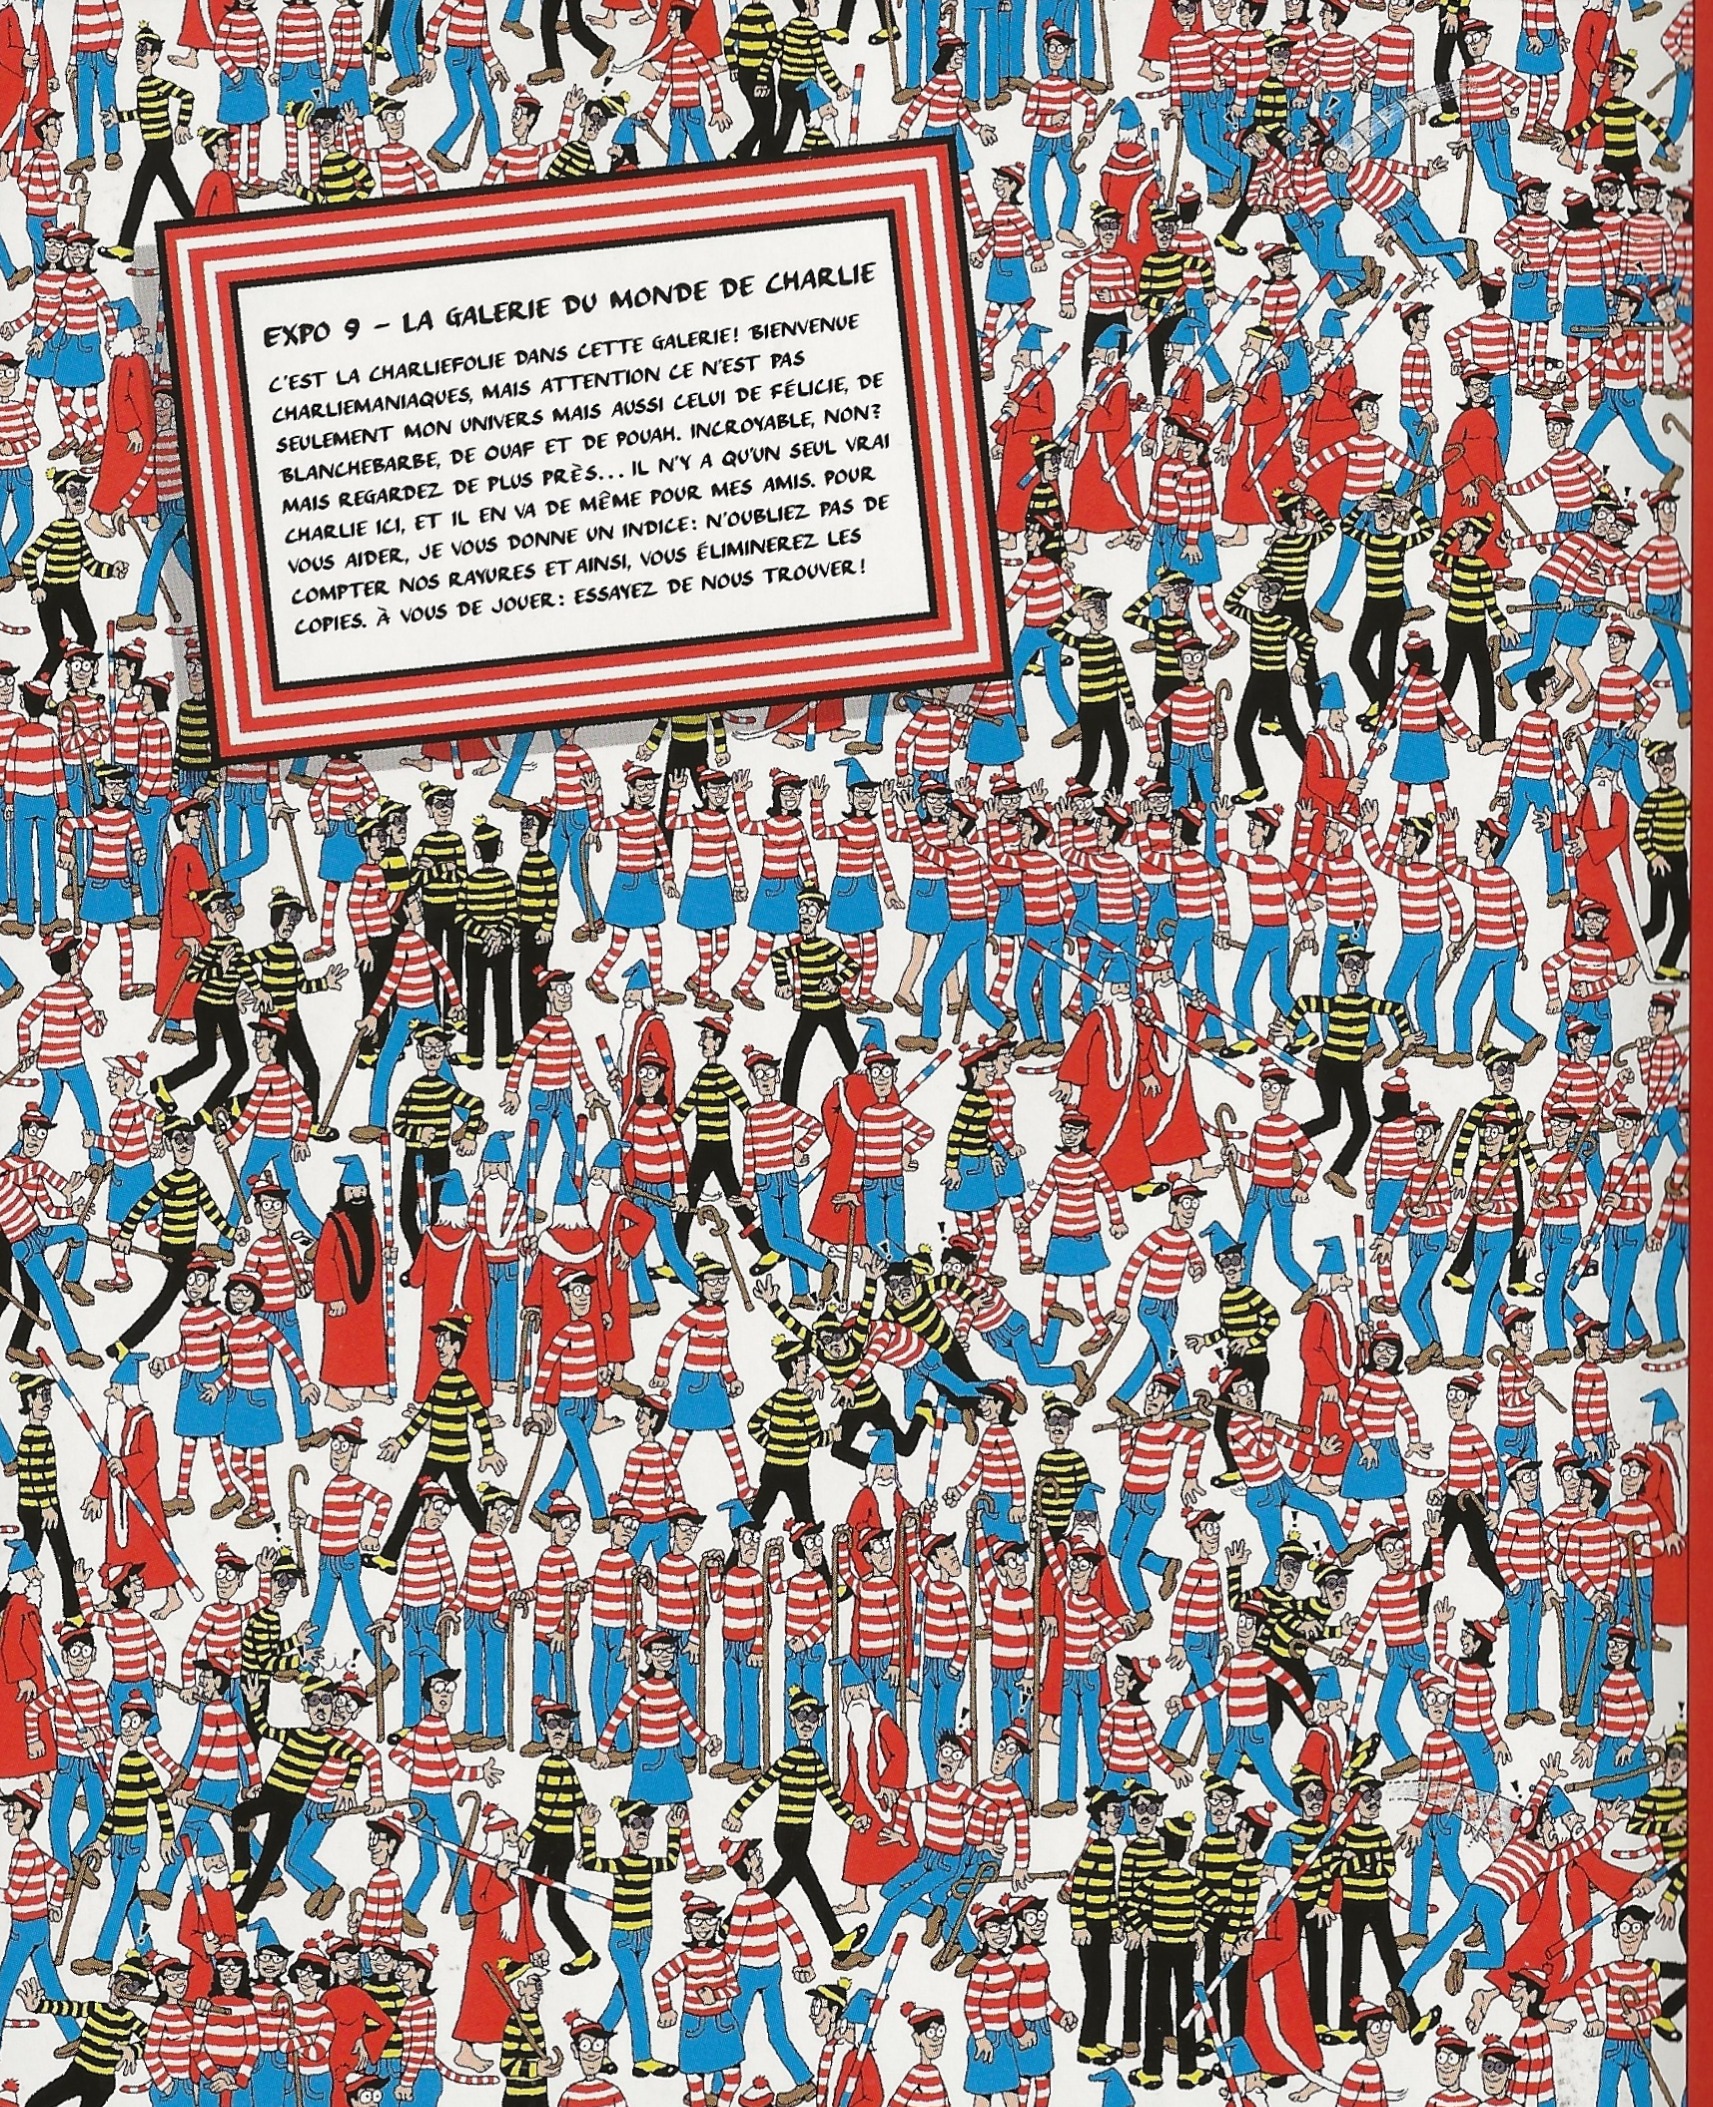 EXPO 9 – LA GALERIE DU MONDE DE CHARLIE
C'EST LA CHARLIEFOLIE DANS CETTE GALERIE! BIENVENUE
CHARLIEMANIAQUES, MAIS ATTENTION CE N'EST PAS
SEULEMENT MON UNIVERS MAIS AUSSI CELUI DE FÉLICIE, DE
BLANCHEBARBE, DE OUAF ET DE POUAH. INCROYABLE, NON?
MAIS REGARDEZ DE PLUS PRÈS... IL N'Y A QU'UN SEUL VRAI
CHARLIE ICI, ET IL EN VA DE MÊME POUR MES AMIS. POUR
VOUS AIDER, JE VOUS DONNE UN INDICE: N'OUBLIEZ PAS DE
COMPTER NOS RAYURES ET AINSI, VOUS ÉLIMINEREZ LES
COPIES. À VOUS DE JOUER: ESSAYEZ DE NOUS TROUVER!